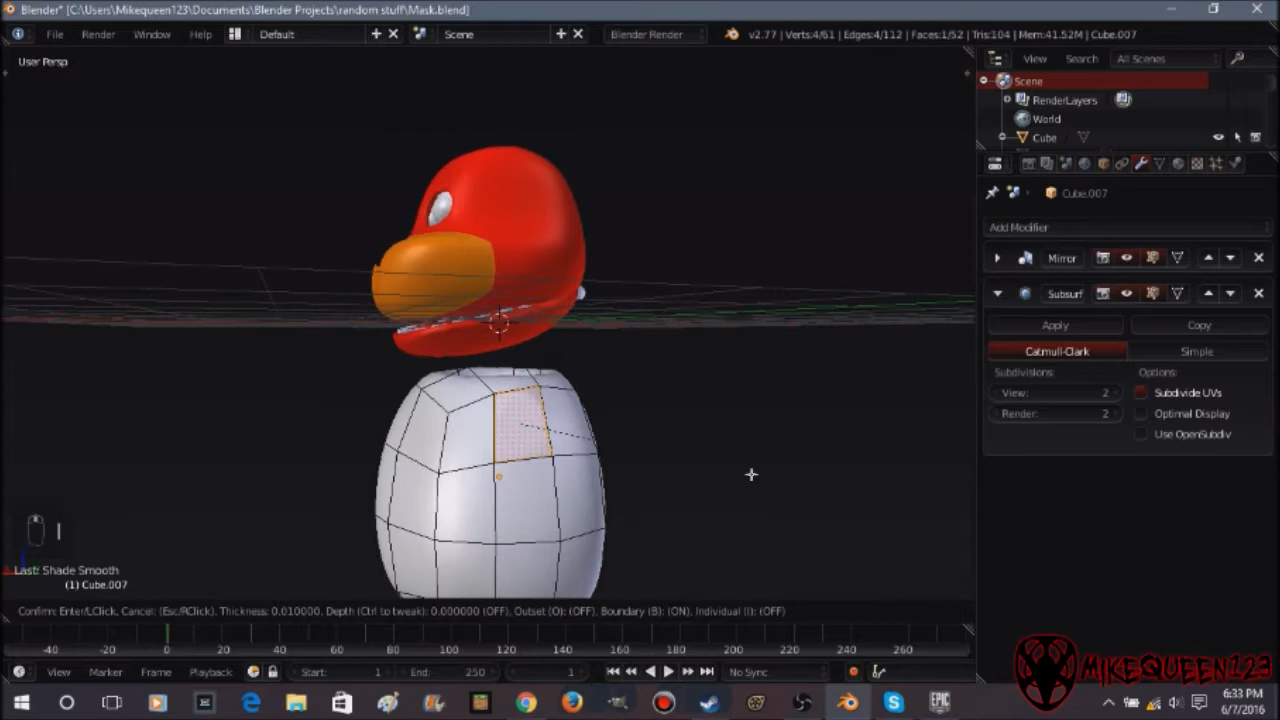 Blender* [C:\Users\Mikequeen123\Documents\Blender Projects\random stuff\Mask.blend]
File Render Window Help Default Scene Blender Render v2.77 | Verts:4/61 | Edges:4/112 | Faces:1/52 | Tris:104 | Mem:41.52M | Cube.007
User Persp
View Search All Scenes
Scene
RenderLayers
World
Cube
Cube.007
Add Modifier
Mirror
Subsurf
Apply Copy
Catmull-Clark Simple
Subdivisions: Options:
View: 2 Subdivide UVs
Render: 2 Optimal Display
Use OpenSubdiv
I
Last: Shade Smooth
(1) Cube.007
Confirm: Enter/LClick, Cancel: (Esc/RClick), Thickness: 0.010000, Depth (Ctrl to tweak): 0.000000 (OFF), Outset (O): (OFF), Boundary (B): (ON), Individual (I): (OFF)
-40 -20 0 20 40 60 80 100 120 140 160 180 200 220 240 260
View Marker Frame Playback Start: 1 End: 250 1 No Sync
MIKEQUEEN123
EPIC
6:33 PM
6/7/2016